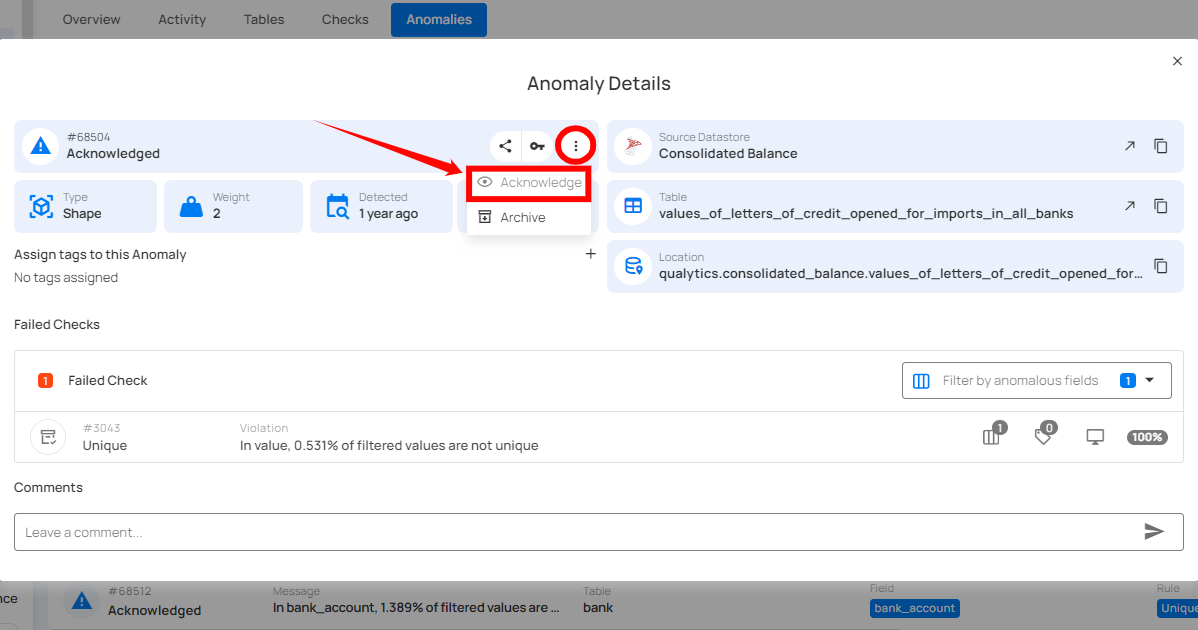 Overview Activity Tables Checks Anomalies
Anomaly Details
#68504
Acknowledged
Source Datastore
Consolidated Balance
Acknowledge
Archive
Type
Shape
Weight
2
Detected
1 year ago
Table
values_of_letters_of_credit_opened_for_imports_in_all_banks
Assign tags to this Anomaly
No tags assigned
Location
qualytics.consolidated_balance.values_of_letters_of_credit_opened_for...
Failed Checks
1 Failed Check
Filter by anomalous fields 1
#3043
Unique
Violation
In value, 0.531% of filtered values are not unique
1 0 100%
Comments
Leave a comment...
nce
#68512
Acknowledged
Message
In bank_account, 1.389% of filtered values are ...
Table
bank
Field
bank_account
Rule
Unique